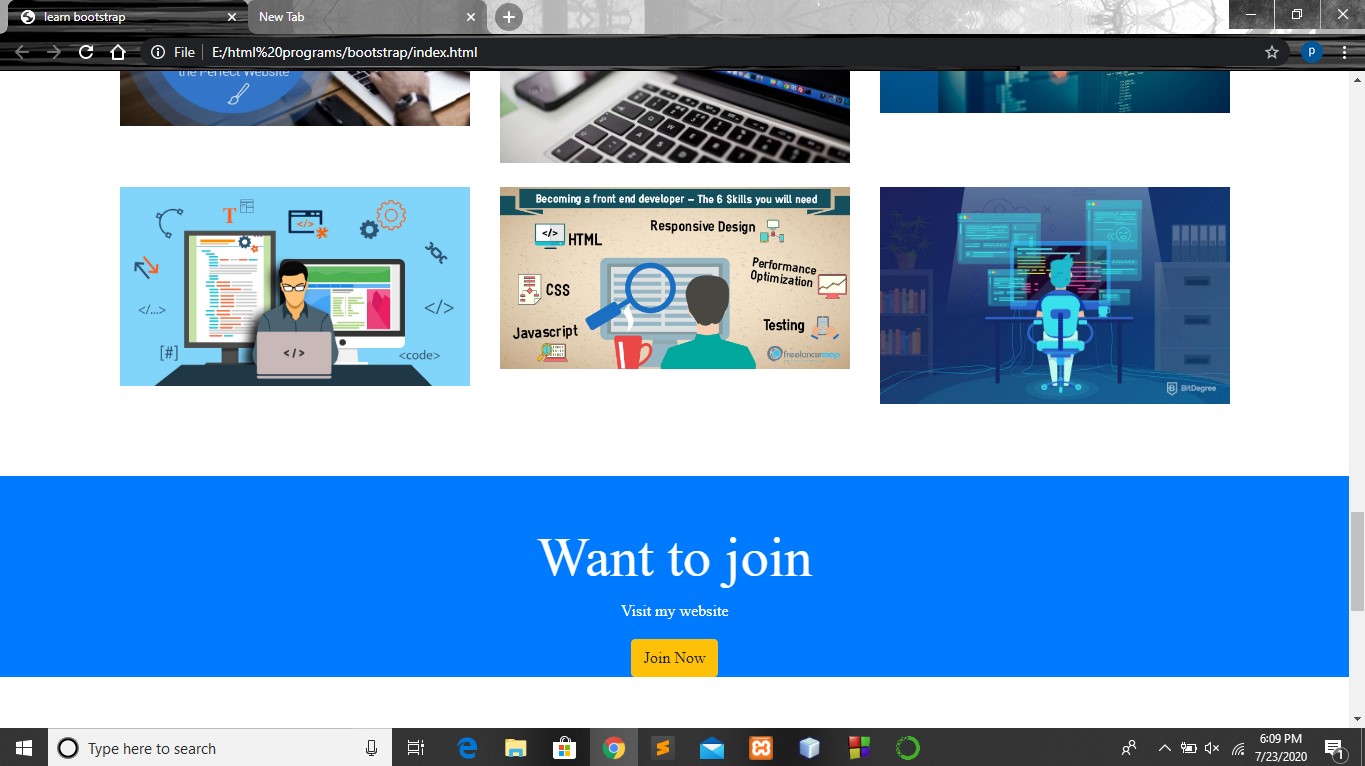 learn bootstrap
New Tab
File
E:/html%20programs/bootstrap/index.html
p
the Perfect Website
T
</>
</...>
</>
[#]
</>
<code>
Becoming a front end developer – The 6 Skills you will need
</>
HTML
Responsive Design
Performance
Optimization
CSS
Javascript
Testing
freelancermap
BitDegree
Want to join
Visit my website
Join Now
Type here to search
6:09 PM
7/23/2020
1